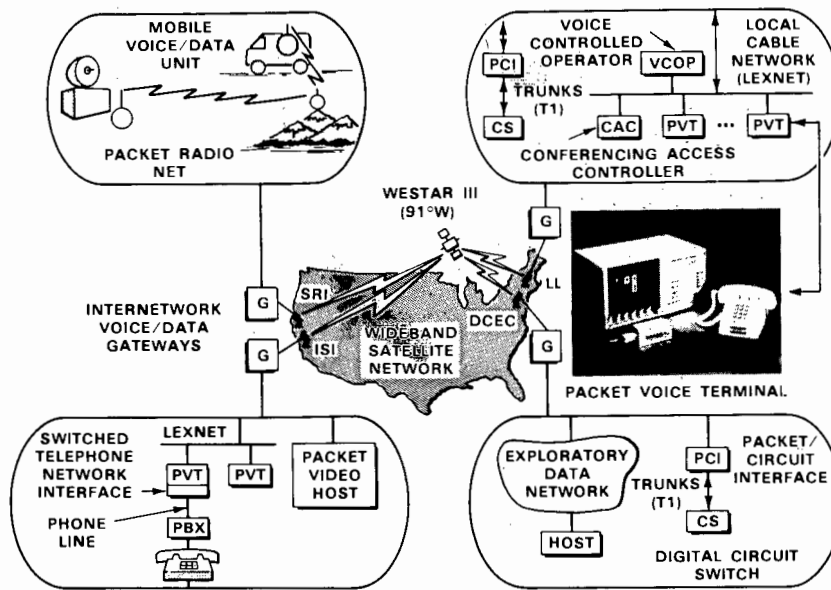 MOBILE
VOICE/DATA
UNIT
PACKET RADIO
NET
VOICE
CONTROLLED
OPERATOR
LOCAL
CABLE
NETWORK
(LEXNET)
PCI
VCOP
TRUNKS
(T1)
CS
CAC
PVT
...
PVT
CONFERENCING ACCESS
CONTROLLER
WESTAR III
(91°W)
G
G
SRI
LL
INTERNETWORK
VOICE/DATA
GATEWAYS
DCEC
G
ISI
WIDEBAND
SATELLITE
NETWORK
G
PACKET VOICE TERMINAL
SWITCHED
TELEPHONE
NETWORK
INTERFACE
LEXNET
PVT
PVT
PACKET
VIDEO
HOST
PHONE
LINE
PBX
EXPLORATORY
DATA
NETWORK
HOST
PCI
PACKET/
CIRCUIT
INTERFACE
TRUNKS
(T1)
CS
DIGITAL CIRCUIT
SWITCH